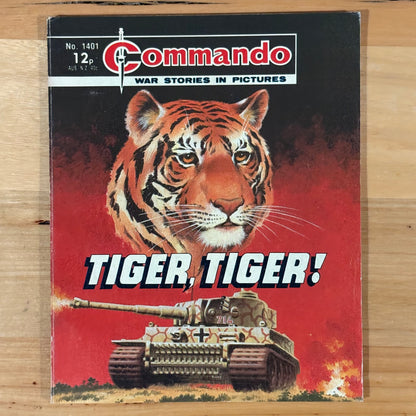 No. 1401
12p
Commando
WAR STORIES IN PICTURES
TIGER, TIGER!